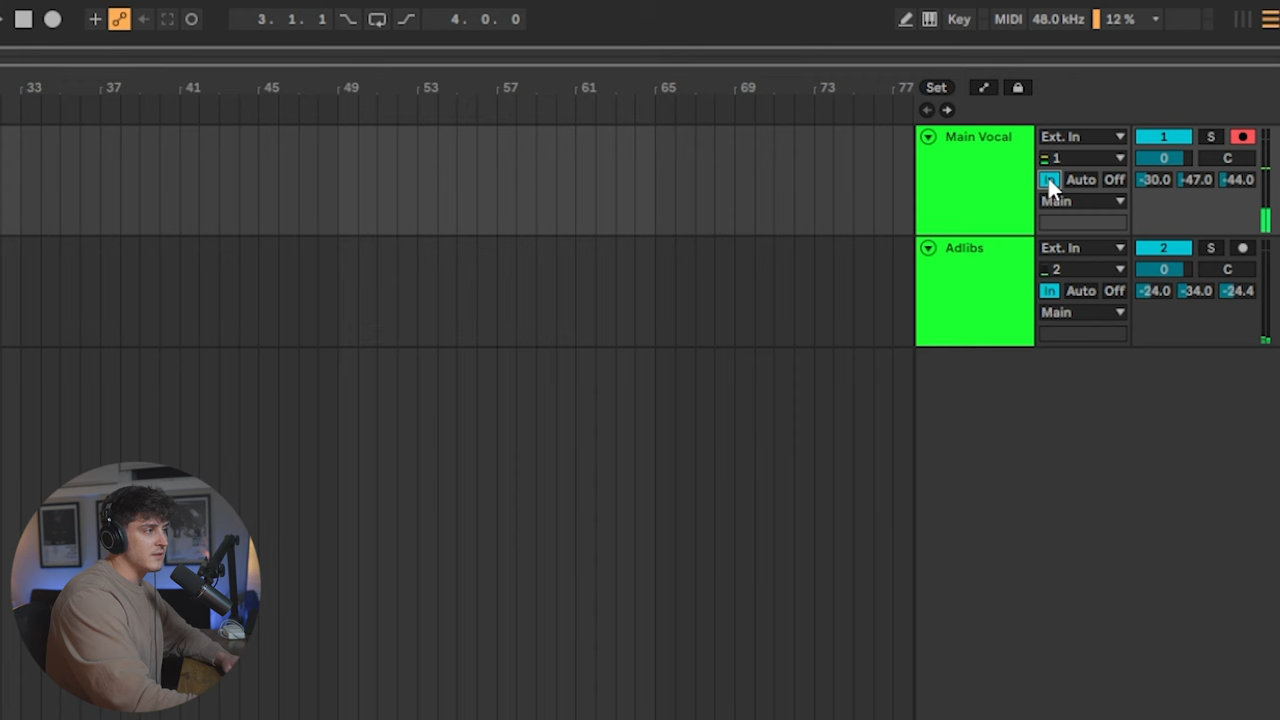 3. 1. 1
4. 0. 0
Key
MIDI
48.0 kHz
12 %
33 37 41 45 49 53 57 61 65 69 73 77
Set
Main Vocal
Ext. In
1
S
1
0
C
In Auto Off
-30.0 -47.0 -44.0
Main
Adlibs
Ext. In
2
S
2
0
C
In Auto Off
-24.0 -34.0 -24.4
Main